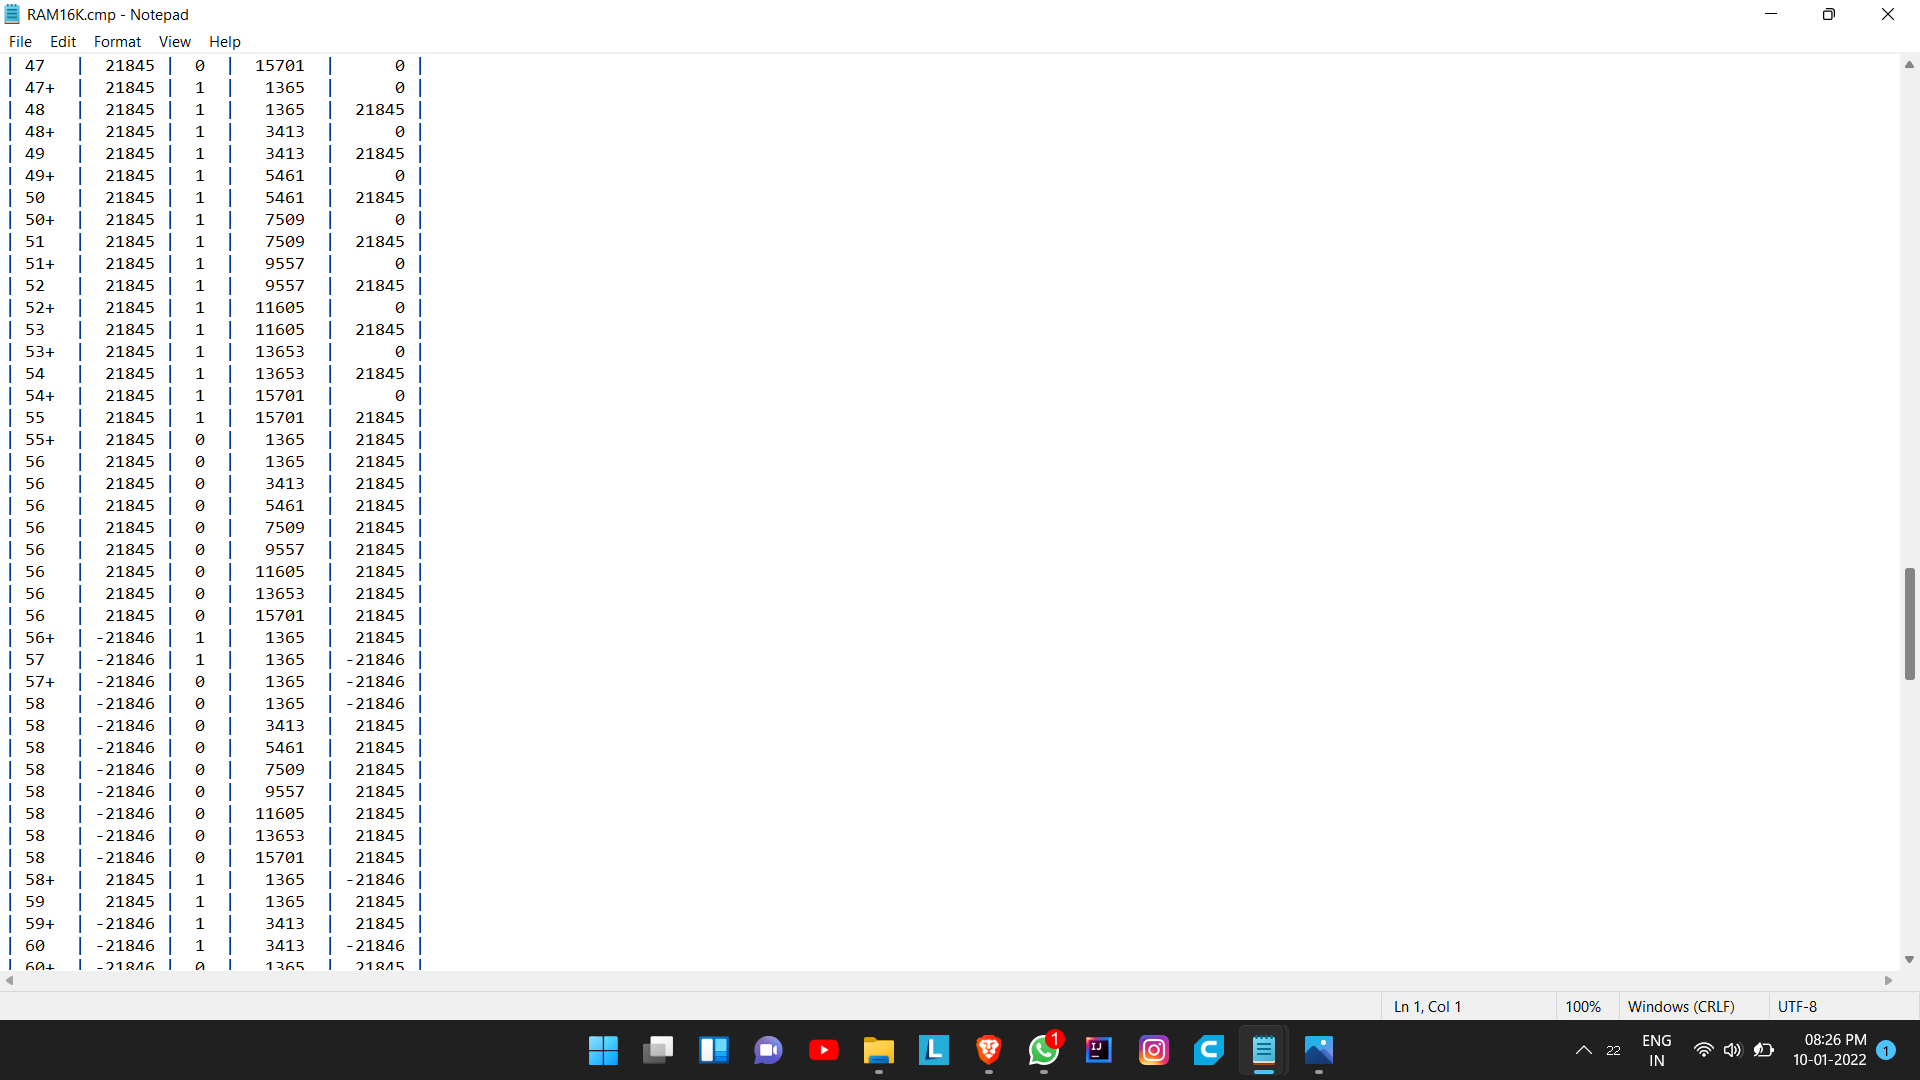 RAM16K.cmp - Notepad
File Edit Format View Help
| 47 | 21845 | 0 | 15701 | 0 |
| 47+ | 21845 | 1 | 1365 | 0 |
| 48 | 21845 | 1 | 1365 | 21845 |
| 48+ | 21845 | 1 | 3413 | 0 |
| 49 | 21845 | 1 | 3413 | 21845 |
| 49+ | 21845 | 1 | 5461 | 0 |
| 50 | 21845 | 1 | 5461 | 21845 |
| 50+ | 21845 | 1 | 7509 | 0 |
| 51 | 21845 | 1 | 7509 | 21845 |
| 51+ | 21845 | 1 | 9557 | 0 |
| 52 | 21845 | 1 | 9557 | 21845 |
| 52+ | 21845 | 1 | 11605 | 0 |
| 53 | 21845 | 1 | 11605 | 21845 |
| 53+ | 21845 | 1 | 13653 | 0 |
| 54 | 21845 | 1 | 13653 | 21845 |
| 54+ | 21845 | 1 | 15701 | 0 |
| 55 | 21845 | 1 | 15701 | 21845 |
| 55+ | 21845 | 0 | 1365 | 21845 |
| 56 | 21845 | 0 | 1365 | 21845 |
| 56 | 21845 | 0 | 3413 | 21845 |
| 56 | 21845 | 0 | 5461 | 21845 |
| 56 | 21845 | 0 | 7509 | 21845 |
| 56 | 21845 | 0 | 9557 | 21845 |
| 56 | 21845 | 0 | 11605 | 21845 |
| 56 | 21845 | 0 | 13653 | 21845 |
| 56 | 21845 | 0 | 15701 | 21845 |
| 56+ | -21846 | 1 | 1365 | 21845 |
| 57 | -21846 | 1 | 1365 | -21846 |
| 57+ | -21846 | 0 | 1365 | -21846 |
| 58 | -21846 | 0 | 1365 | -21846 |
| 58 | -21846 | 0 | 3413 | 21845 |
| 58 | -21846 | 0 | 5461 | 21845 |
| 58 | -21846 | 0 | 7509 | 21845 |
| 58 | -21846 | 0 | 9557 | 21845 |
| 58 | -21846 | 0 | 11605 | 21845 |
| 58 | -21846 | 0 | 13653 | 21845 |
| 58 | -21846 | 0 | 15701 | 21845 |
| 58+ | 21845 | 1 | 1365 | -21846 |
| 59 | 21845 | 1 | 1365 | 21845 |
| 59+ | -21846 | 1 | 3413 | 21845 |
| 60 | -21846 | 1 | 3413 | -21846 |
| 60+ | -21846 | 0 | 1365 | 21845 |
Ln 1, Col 1 100% Windows (CRLF) UTF-8
L 1 IJ 22 ENG IN 08:26 PM 10-01-2022 1